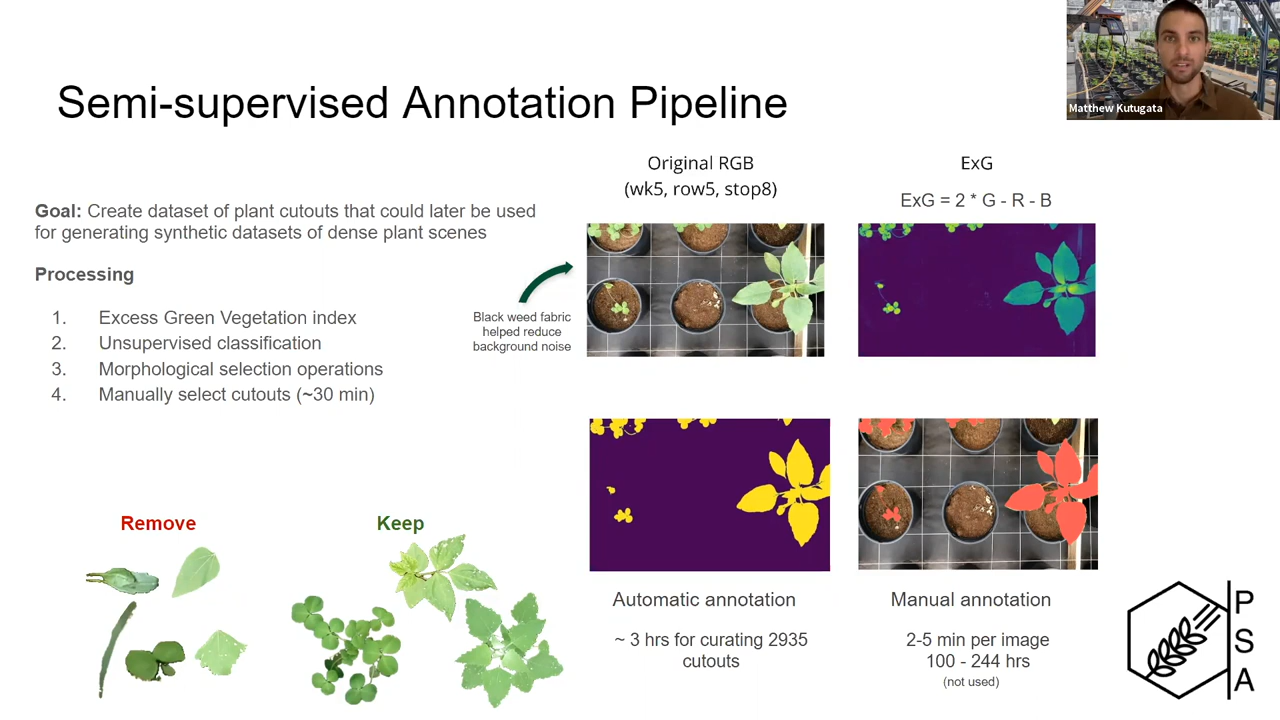 Semi-supervised Annotation Pipeline
Matthew Kutugata
Goal: Create dataset of plant cutouts that could later be used
for generating synthetic datasets of dense plant scenes
Processing
1. Excess Green Vegetation index
2. Unsupervised classification
3. Morphological selection operations
4. Manually select cutouts (~30 min)
Black weed fabric
helped reduce
background noise
Original RGB
(wk5, row5, stop8)
ExG
ExG = 2 * G - R - B
Remove
Keep
Automatic annotation
~ 3 hrs for curating 2935
cutouts
Manual annotation
2-5 min per image
100 - 244 hrs
(not used)
P
S
A